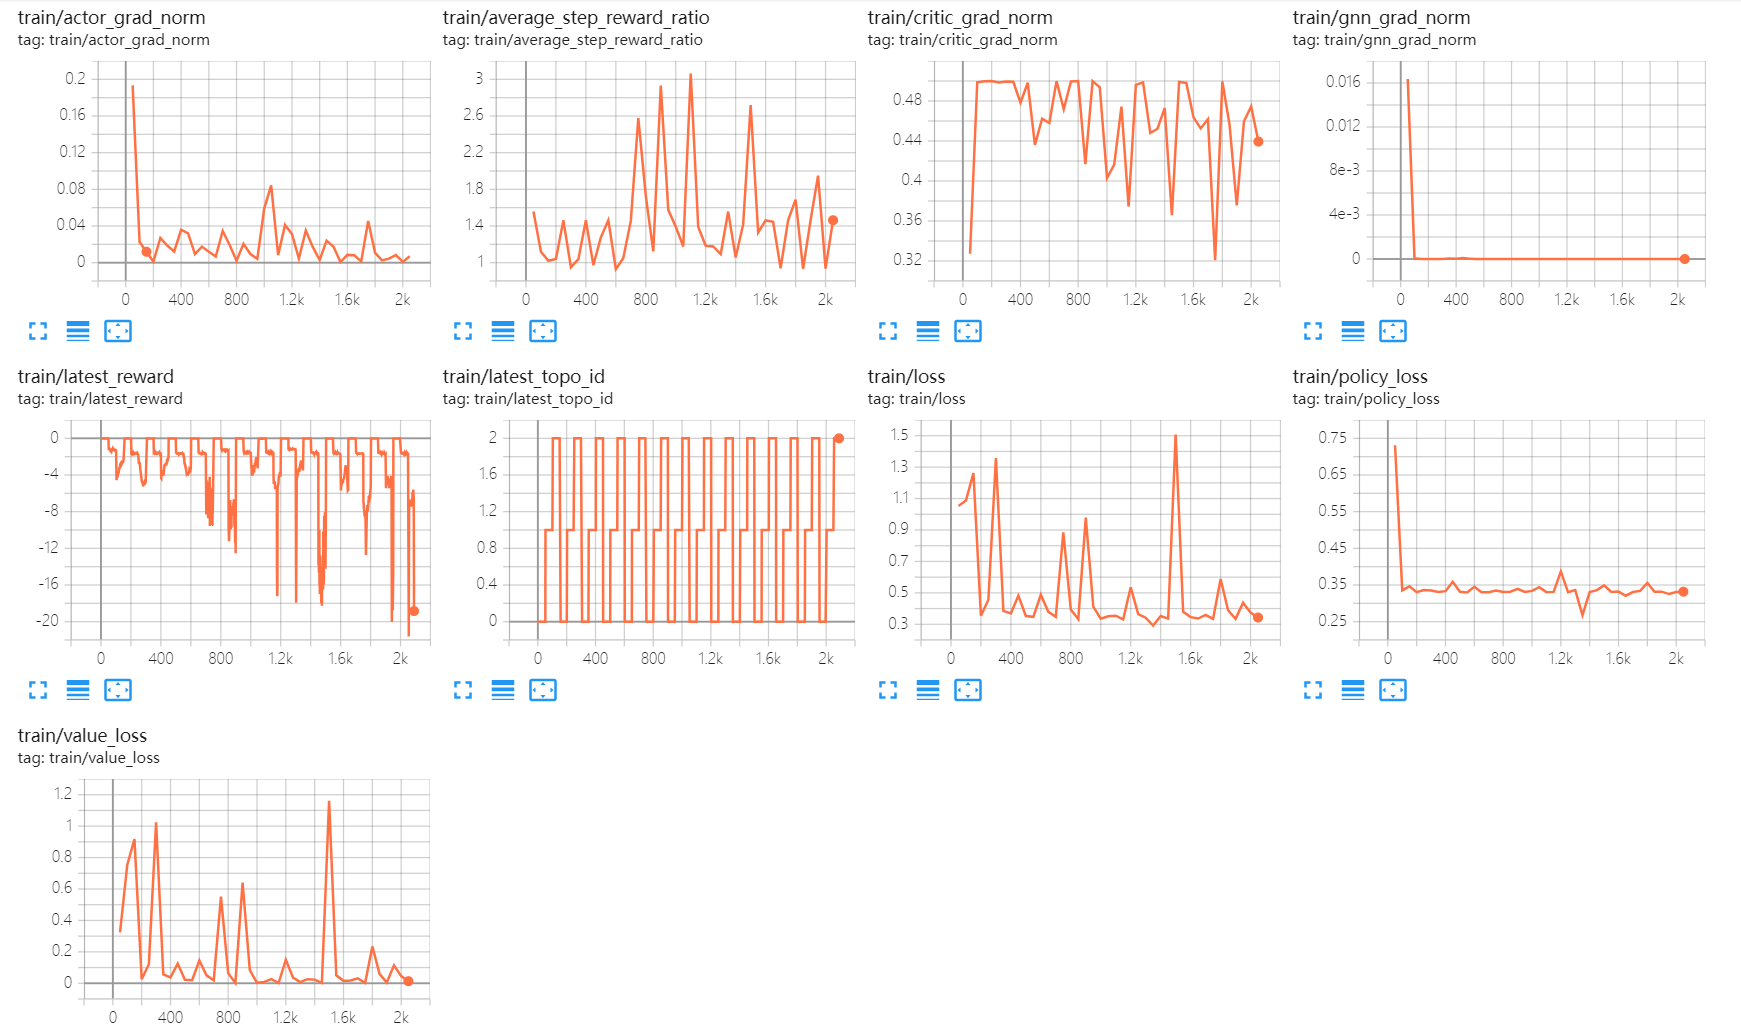 train/actor_grad_norm
tag: train/actor_grad_norm
0.2
0.16
0.12
0.08
0.04
0
0 400 800 1.2k 1.6k 2k
train/average_step_reward_ratio
tag: train/average_step_reward_ratio
3
2.6
2.2
1.8
1.4
1
0 400 800 1.2k 1.6k 2k
train/critic_grad_norm
tag: train/critic_grad_norm
0.48
0.44
0.4
0.36
0.32
0 400 800 1.2k 1.6k 2k
train/gnn_grad_norm
tag: train/gnn_grad_norm
0.016
0.012
8e-3
4e-3
0
0 400 800 1.2k 1.6k 2k
train/latest_reward
tag: train/latest_reward
0
-4
-8
-12
-16
-20
0 400 800 1.2k 1.6k 2k
train/latest_topo_id
tag: train/latest_topo_id
2
1.6
1.2
0.8
0.4
0
0 400 800 1.2k 1.6k 2k
train/loss
tag: train/loss
1.5
1.3
1.1
0.9
0.7
0.5
0.3
0 400 800 1.2k 1.6k 2k
train/policy_loss
tag: train/policy_loss
0.75
0.65
0.55
0.45
0.35
0.25
0 400 800 1.2k 1.6k 2k
train/value_loss
tag: train/value_loss
1.2
1
0.8
0.6
0.4
0.2
0
0 400 800 1.2k 1.6k 2k